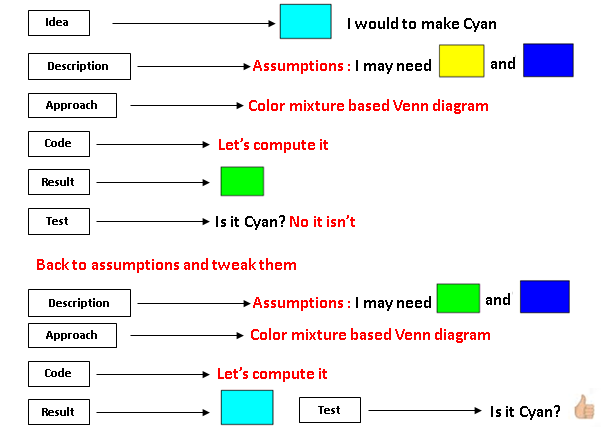 Idea I would to make Cyan
Description Assumptions : I may need and
Approach Color mixture based Venn diagram
Code Let's compute it
Result
Test Is it Cyan? No it isn't
Back to assumptions and tweak them
Description Assumptions : I may need and
Approach Color mixture based Venn diagram
Code Let's compute it
Result Test Is it Cyan?